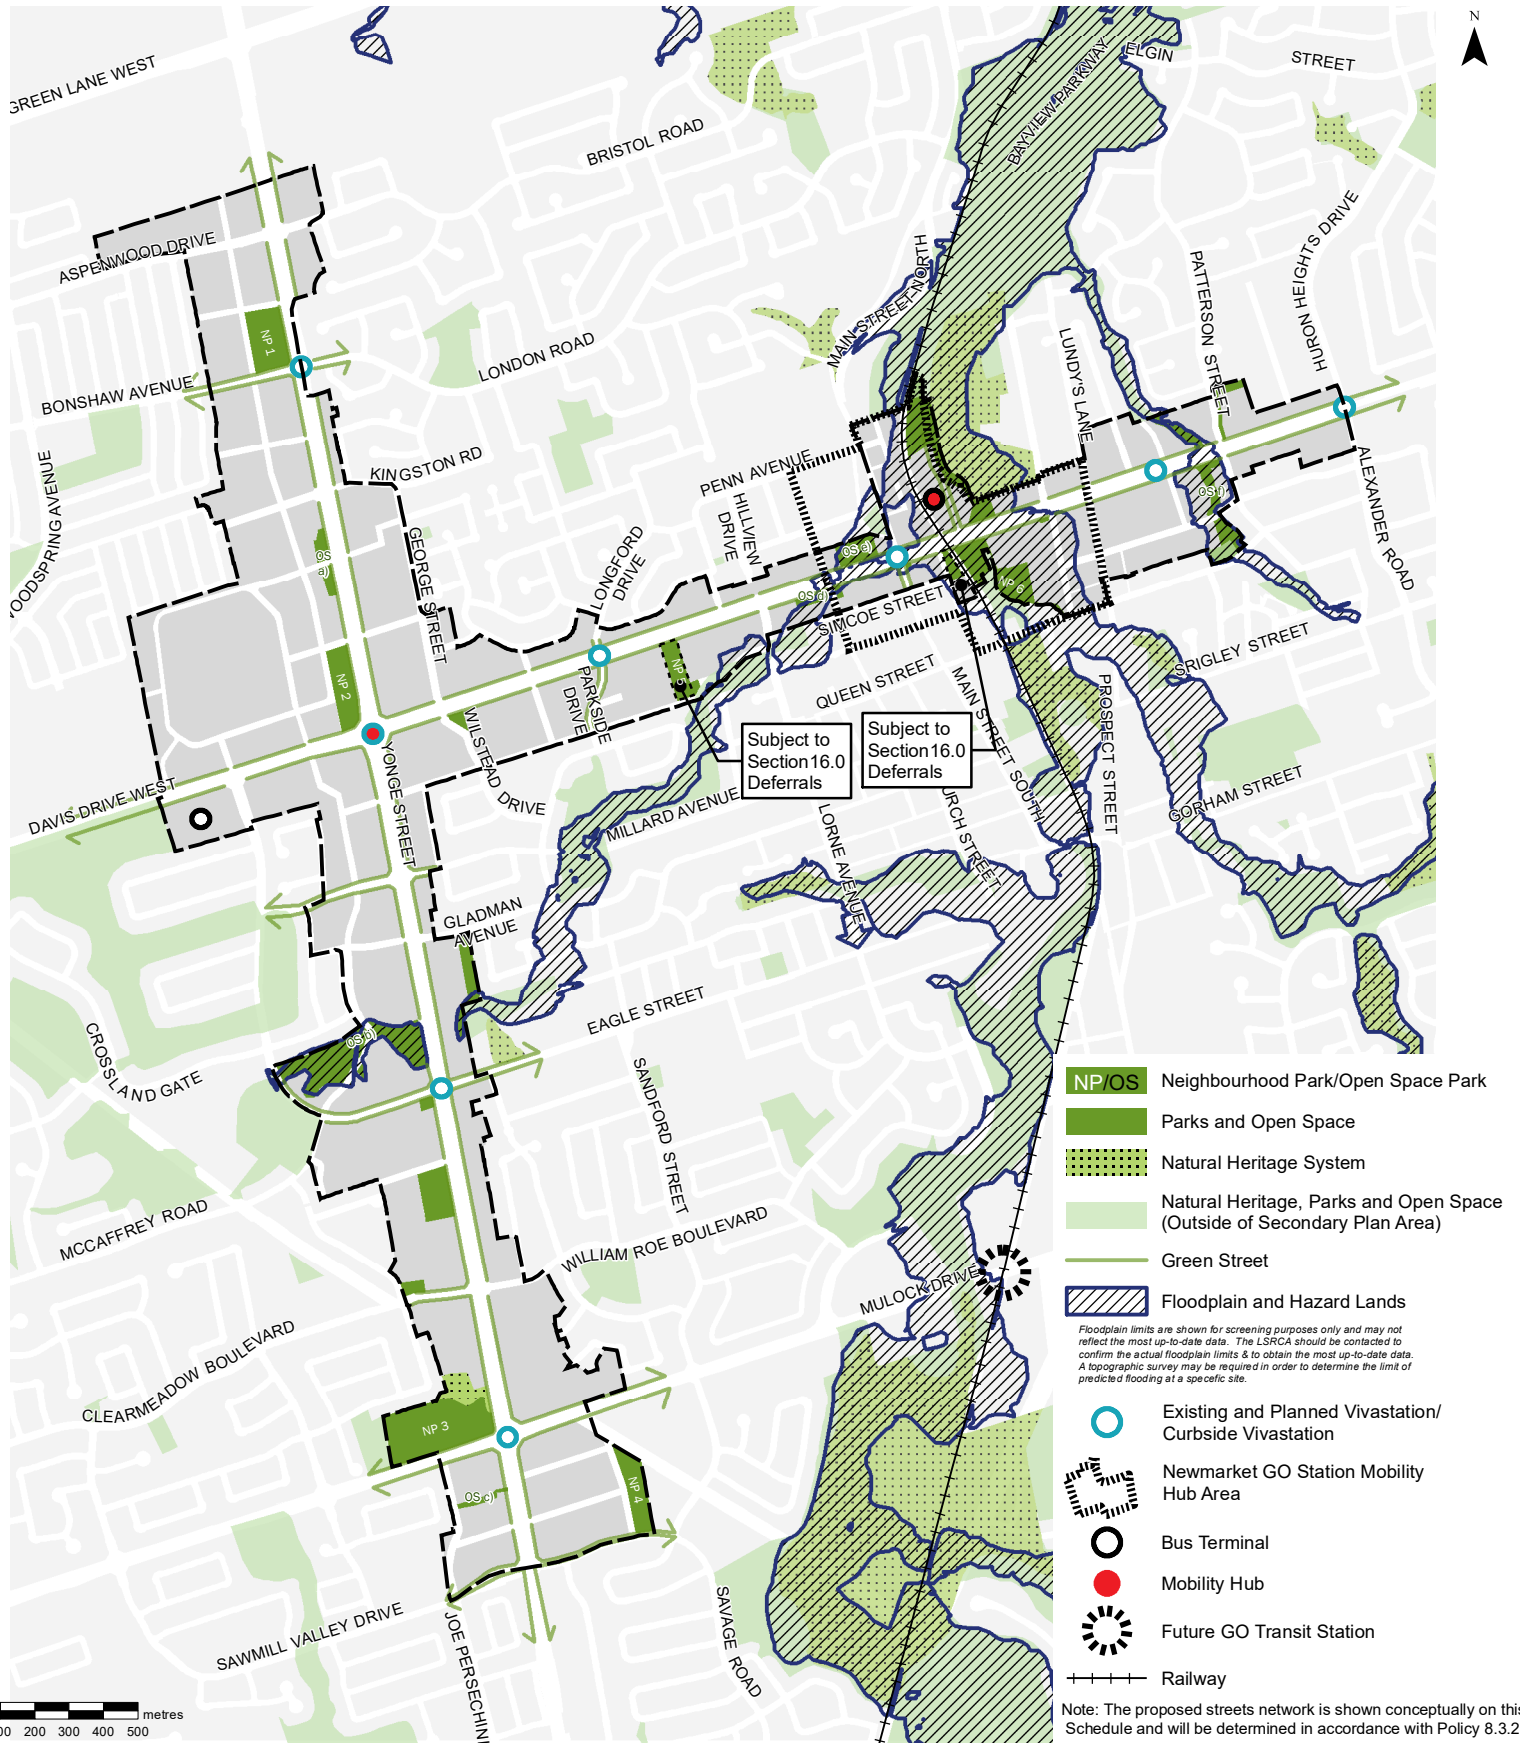 N
ELGIN
STREET
GREEN LANE WEST
BAYVIEW PARKWAY
BRISTOL ROAD
HURON HEIGHTS DRIVE
ASPENWOOD DRIVE
MAIN STREET NORTH
PATTERSON STREET
NP 1
LONDON ROAD
LUNDY'S LANE
BONSHAW AVENUE
KINGSTON RD
PENN AVENUE
HILLVIEW
DRIVE
OS f)
ALEXANDER ROAD
WOODSPRING AVENUE
OS
a)
GEORGE STREET
LONGFORD
DRIVE
OS e)
OS d)
NP 6
SIMCOE STREET
SRIGLEY STREET
NP 2
NP 5
QUEEN STREET
PARKSIDE
DRIVE
WILSTEAD DRIVE
MAIN STREET SOUTH
PROSPECT STREET
Subject to
Section16.0
Deferrals
Subject to
Section16.0
Deferrals
YONGE STREET
DAVIS DRIVE WEST
MILLARD AVENUE
LORNE AVENUE
URCH STREET
GORHAM STREET
GLADMAN
AVENUE
EAGLE STREET
OS b)
CROSSLAND GATE
SANDFORD STREET
MCCAFFREY ROAD
WILLIAM ROE BOULEVARD
MULOCK DRIVE
CLEARMEADOW BOULEVARD
NP 3
NP 4
OS c)
SAWMILL VALLEY DRIVE
JOE PERSECHIN
SAVAGE ROAD
NP/OS Neighbourhood Park/Open Space Park
Parks and Open Space
Natural Heritage System
Natural Heritage, Parks and Open Space
(Outside of Secondary Plan Area)
Green Street
Floodplain and Hazard Lands
Floodplain limits are shown for screening purposes only and may not
reflect the most up-to-date data. The LSRCA should be contacted to
confirm the actual floodplain limits & to obtain the most up-to-date data.
A topographic survey may be required in order to determine the limit of
predicted flooding at a specefic site.
Existing and Planned Vivastation/
Curbside Vivastation
Newmarket GO Station Mobility
Hub Area
Bus Terminal
Mobility Hub
Future GO Transit Station
Railway
Note: The proposed streets network is shown conceptually on this
Schedule and will be determined in accordance with Policy 8.3.2
metres
00 200 300 400 500